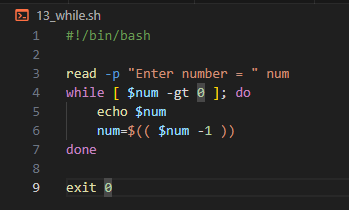 13_while.sh
1 #!/bin/bash
2
3 read -p "Enter number = " num
4 while [ $num -gt 0 ]; do
5     echo $num
6     num=$(( $num -1 ))
7 done
8
9 exit 0